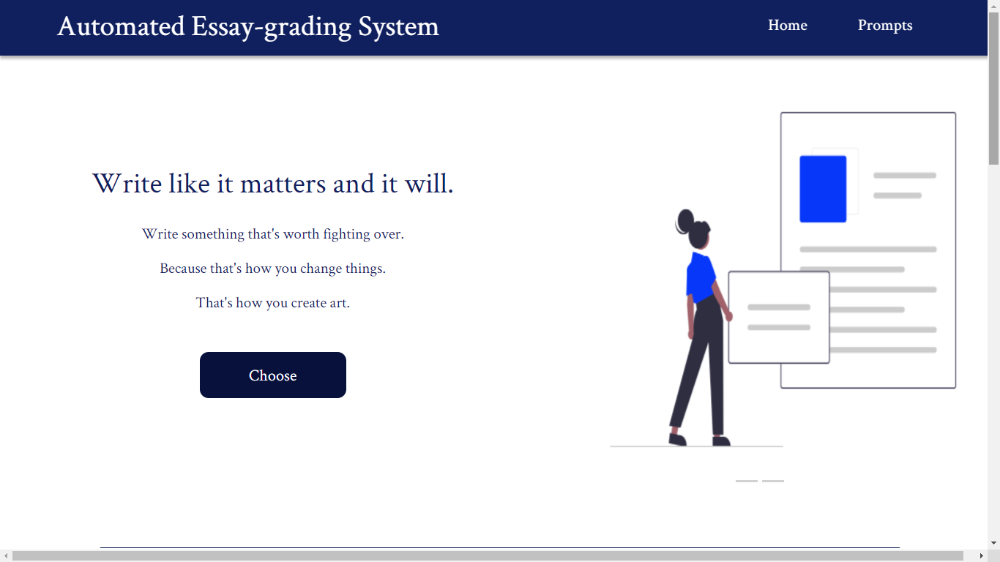 Automated Essay-grading System
Home
Prompts
Write like it matters and it will.
Write something that's worth fighting over.
Because that's how you change things.
That's how you create art.
Choose